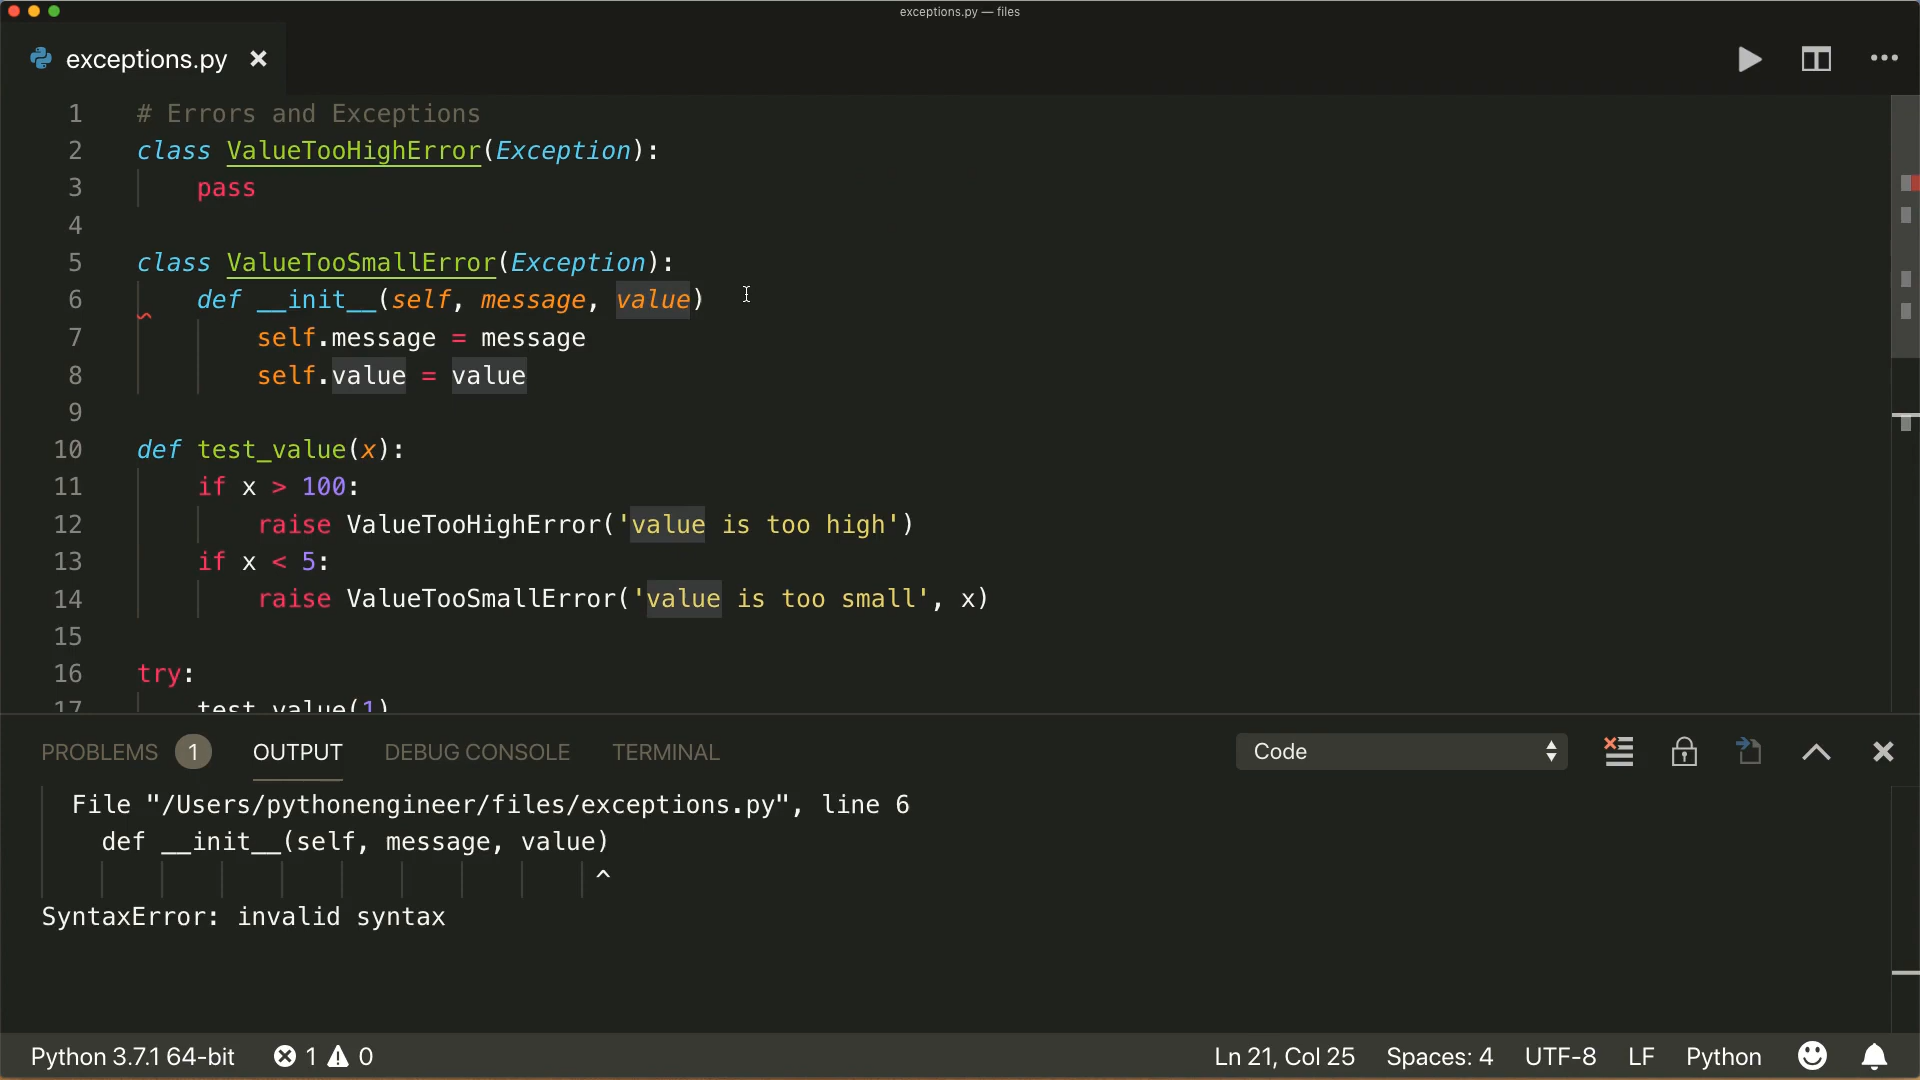 exceptions.py — files
exceptions.py
1 # Errors and Exceptions
2 class ValueTooHighError(Exception):
3     pass
4
5 class ValueTooSmallError(Exception):
6     def __init__(self, message, value)
7         self.message = message
8         self.value = value
9
10 def test_value(x):
11     if x > 100:
12         raise ValueTooHighError('value is too high')
13     if x < 5:
14         raise ValueTooSmallError('value is too small', x)
15
16 try:
17     test_value(1)
PROBLEMS 1 OUTPUT DEBUG CONSOLE TERMINAL Code
File "/Users/pythonengineer/files/exceptions.py", line 6
def __init__(self, message, value)
^
SyntaxError: invalid syntax
Python 3.7.1 64-bit 1 0 Ln 21, Col 25 Spaces: 4 UTF-8 LF Python